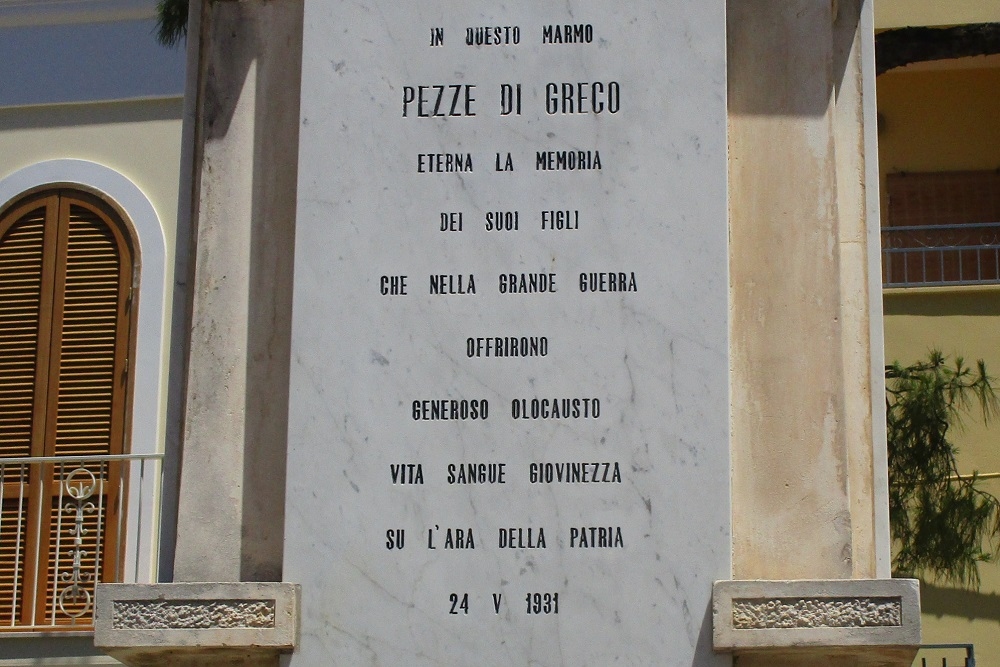 IN QUESTO MARMO
PEZZE DI GRECO
ETERNA LA MEMORIA
DEI SUOI FIGLI
CHE NELLA GRANDE GUERRA
OFFRIRONO
GENEROSO OLOCAUSTO
VITA SANGUE GIOVINEZZA
SU L'ARA DELLA PATRIA
24 V 1931